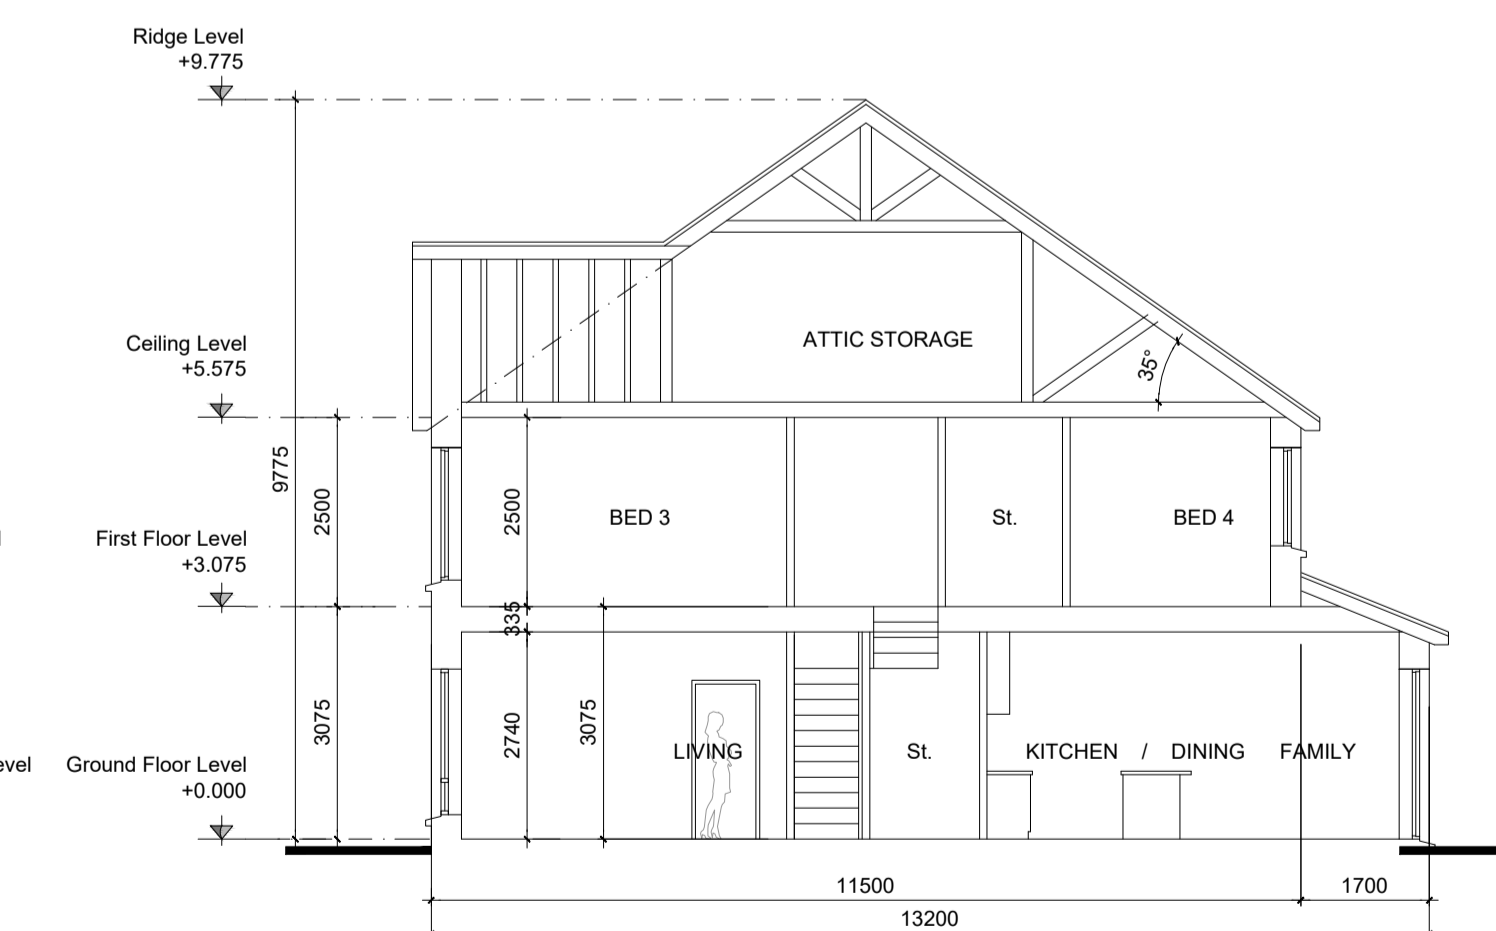 Ridge Level
+9.775
Ceiling Level
+5.575
ATTIC STORAGE
35°
9775
2500
2500
BED 3
St.
BED 4
First Floor Level
+3.075
335
3075
2740
3075
LIVING
St.
KITCHEN / DINING FAMILY
evel
Ground Floor Level
+0.000
11500
1700
13200